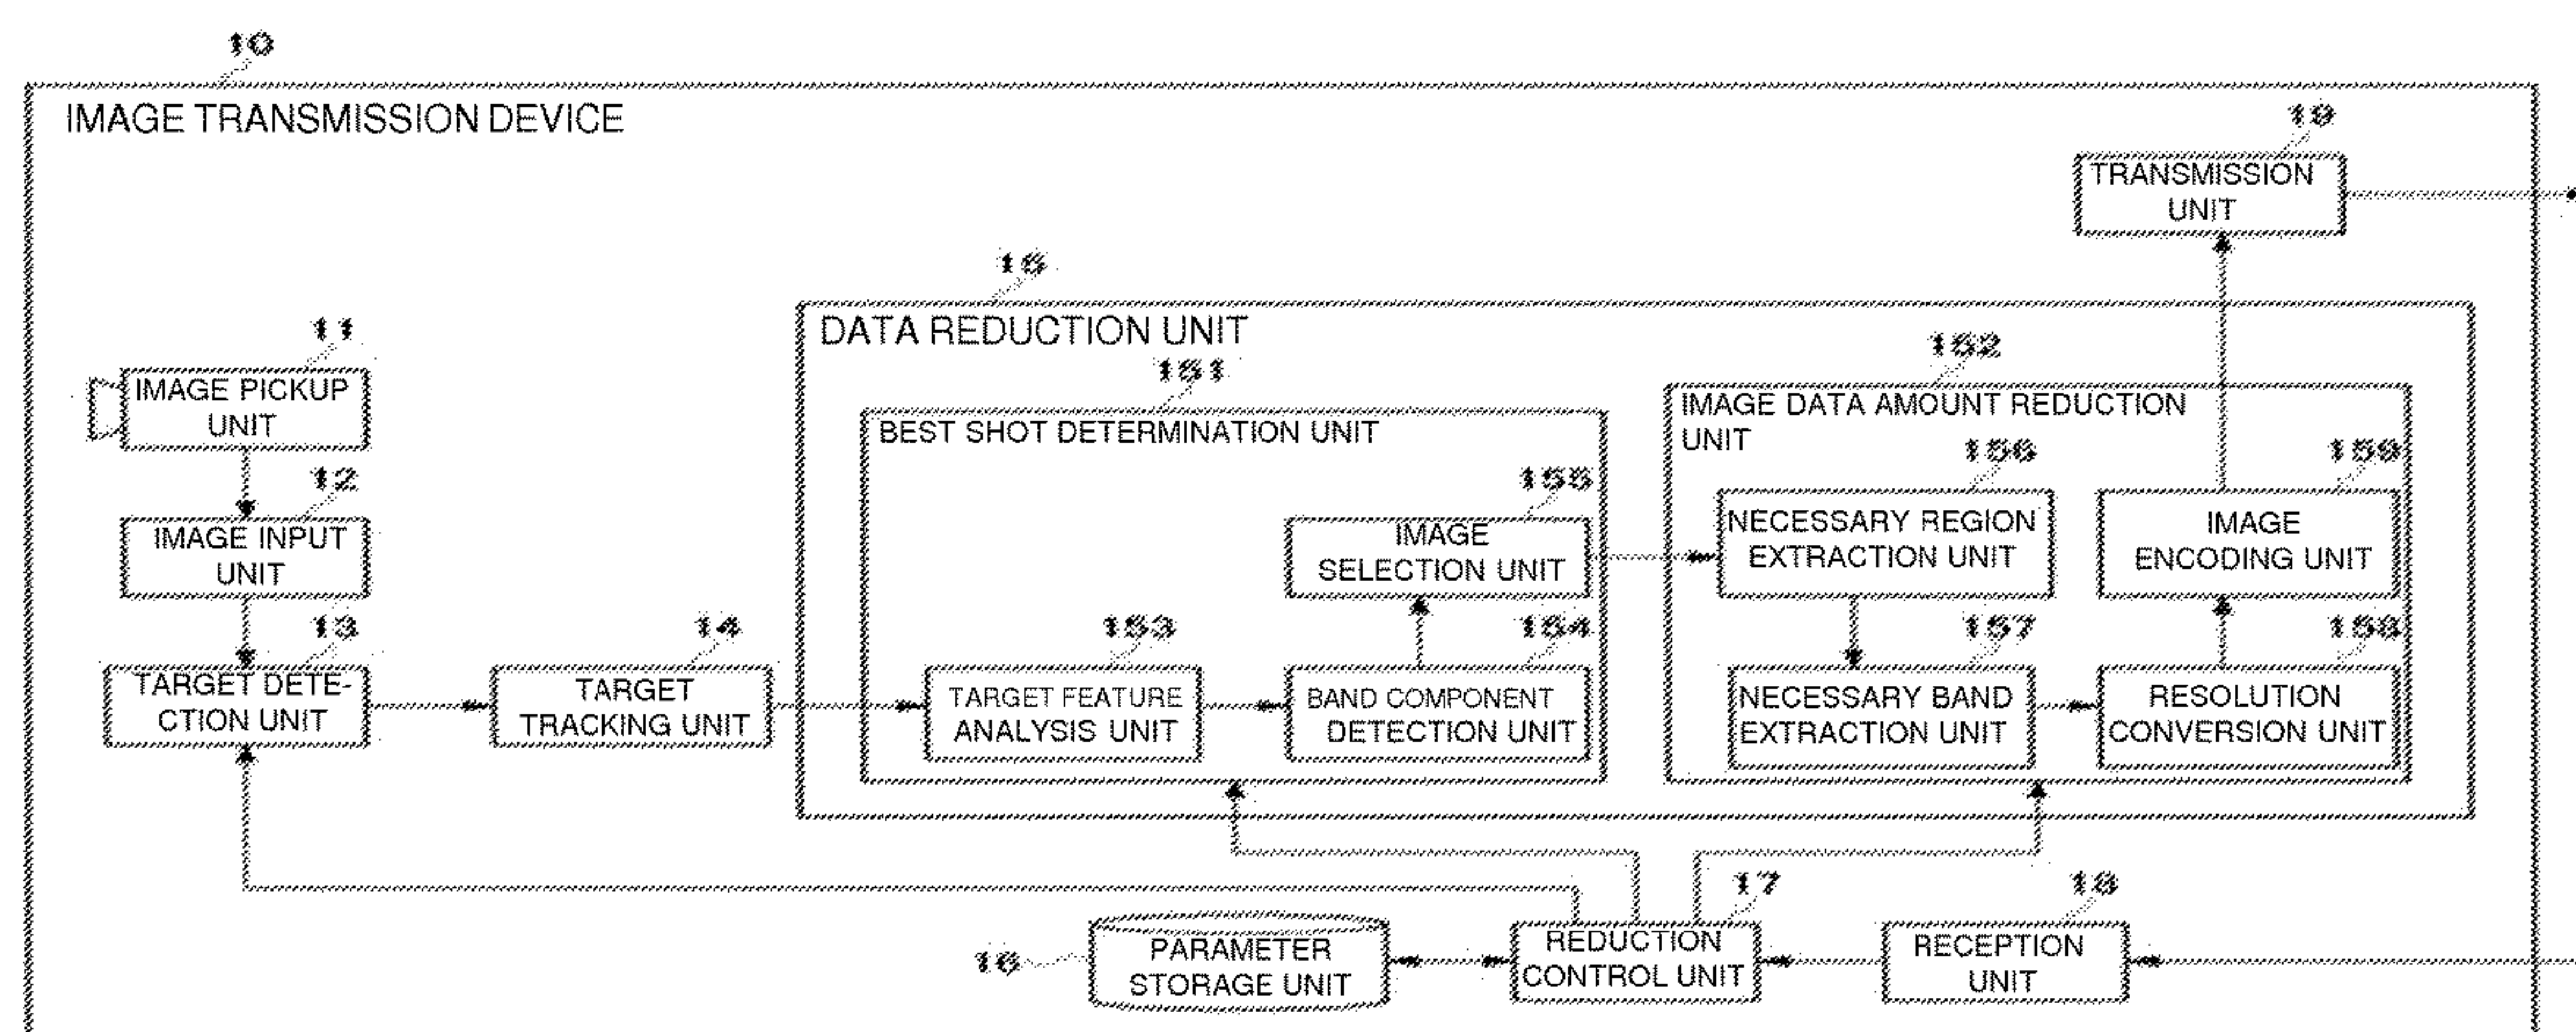 10
IMAGE TRANSMISSION DEVICE
19
TRANSMISSION
UNIT
15
DATA REDUCTION UNIT
11
IMAGE PICKUP
UNIT
12
IMAGE INPUT
UNIT
13
TARGET DETE-
CTION UNIT
14
TARGET
TRACKING UNIT
151
BEST SHOT DETERMINATION UNIT
153
TARGET FEATURE
ANALYSIS UNIT
154
BAND COMPONENT
DETECTION UNIT
155
IMAGE
SELECTION UNIT
152
IMAGE DATA AMOUNT REDUCTION
UNIT
156
NECESSARY REGION
EXTRACTION UNIT
157
NECESSARY BAND
EXTRACTION UNIT
158
RESOLUTION
CONVERSION UNIT
159
IMAGE
ENCODING UNIT
16
PARAMETER
STORAGE UNIT
17
REDUCTION
CONTROL UNIT
18
RECEPTION
UNIT